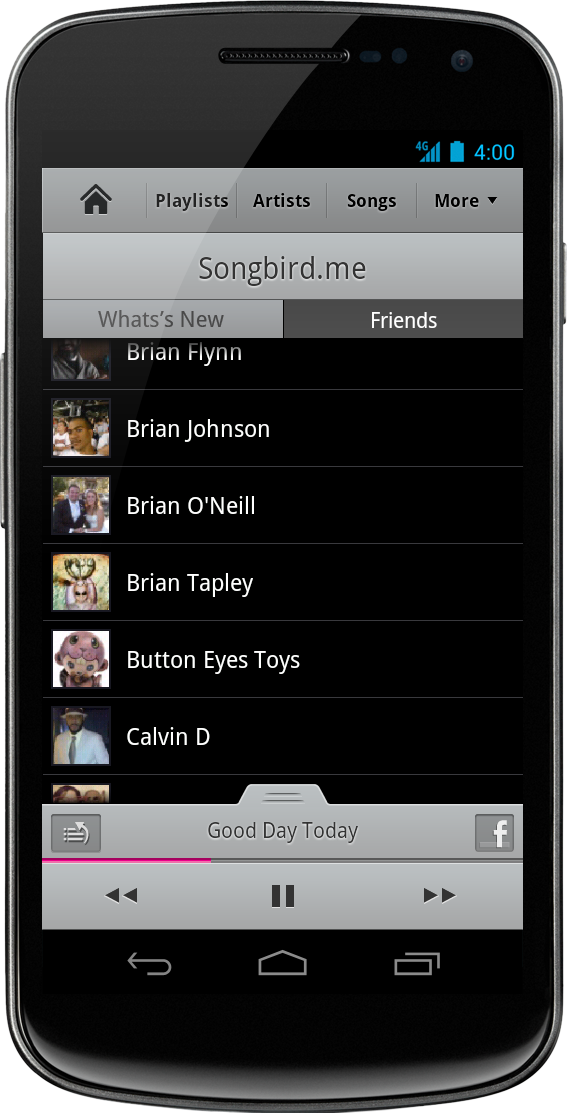 4G 4:00
Playlists Artists Songs More
Songbird.me
Whats’s New Friends
Brian Flynn
Brian Johnson
Brian O'Neill
Brian Tapley
Button Eyes Toys
Calvin D
Good Day Today f